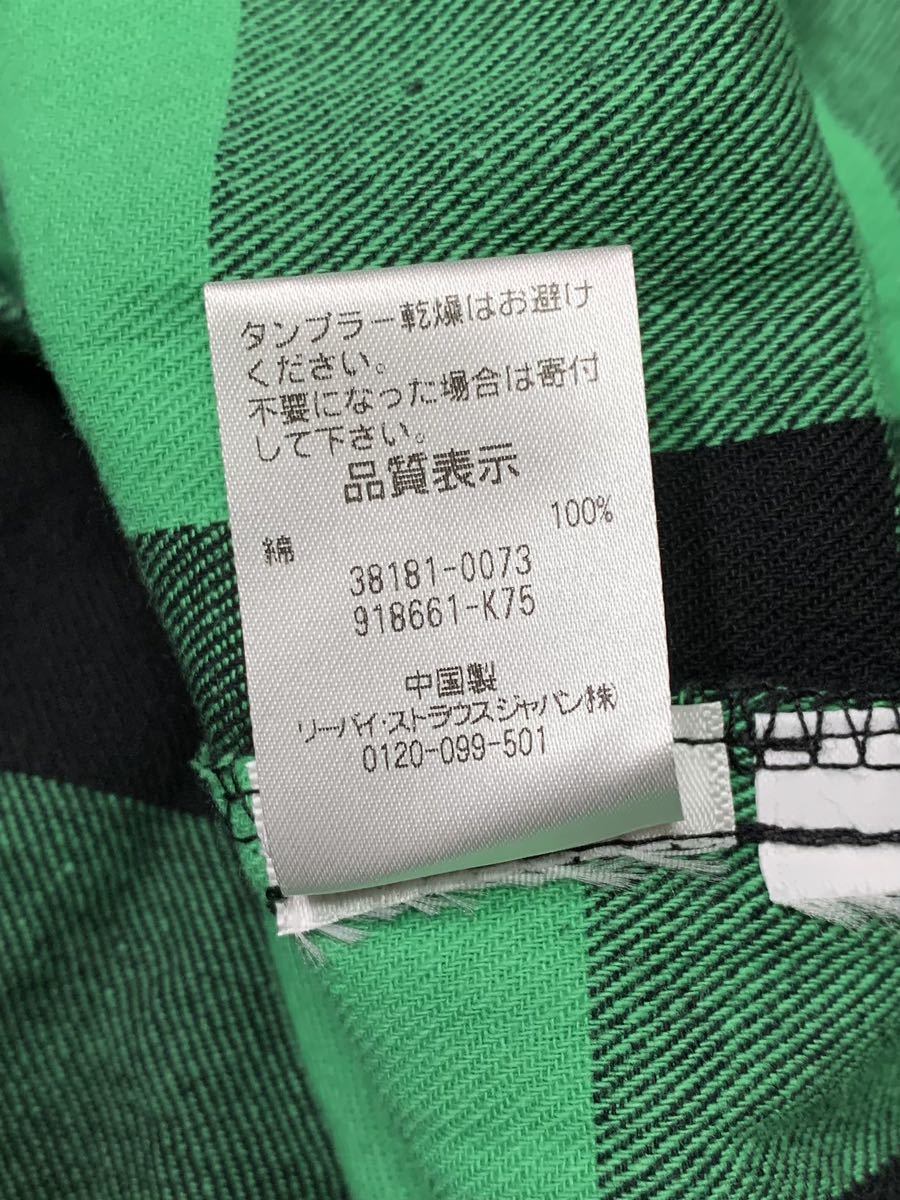 タンブラー乾燥はお避け
ください。
不要になった場合は寄付
して下さい。
品質表示
綿 100%
38181-0073
918661-K75
中国製
リーバイ・ストラウスジャパン㈱
0120-099-501